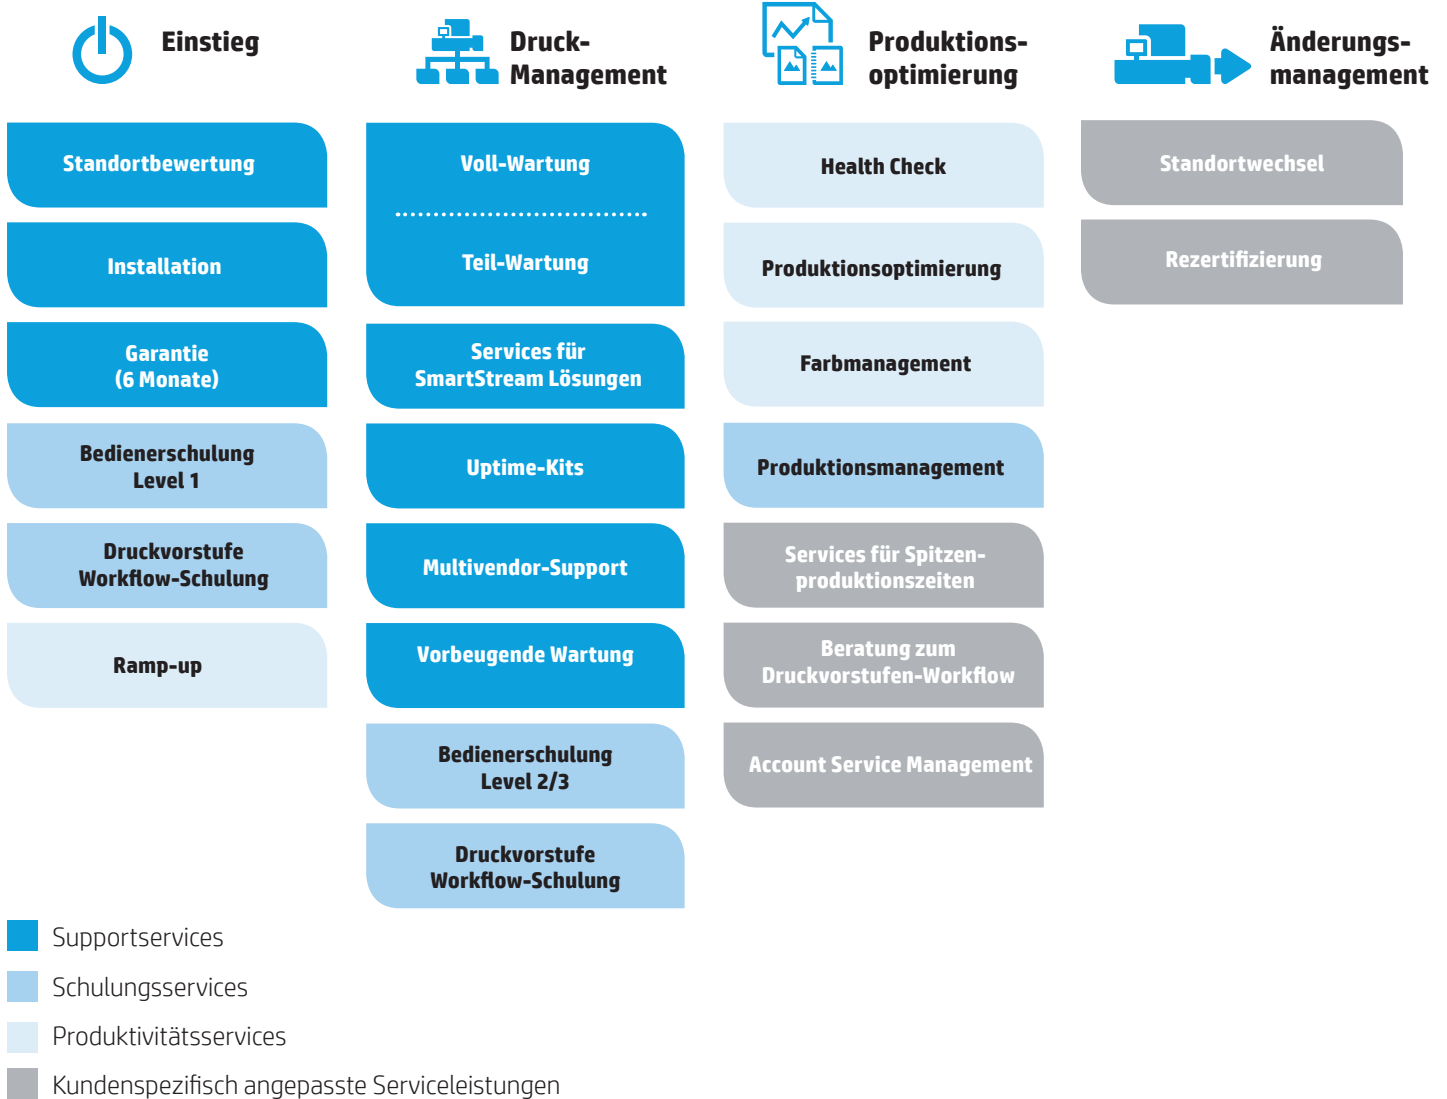 Einstieg
Standortbewertung
Installation
Garantie
(6 Monate)
Bedienerschulung
Level 1
Druckvorstufe
Workflow-Schulung
Ramp-up
Druck-
Management
Voll-Wartung
Teil-Wartung
Services für
SmartStream Lösungen
Uptime-Kits
Multivendor-Support
Vorbeugende Wartung
Bedienerschulung
Level 2/3
Druckvorstufe
Workflow-Schulung
Produktions-
optimierung
Health Check
Produktionsoptimierung
Farbmanagement
Produktionsmanagement
Services für Spitzen-
produktionszeiten
Beratung zum
Druckvorstufen-Workflow
Account Service Management
Änderungs-
management
Standortwechsel
Rezertifizierung
Supportservices
Schulungsservices
Produktivitätsservices
Kundenspezifisch angepasste Serviceleistungen